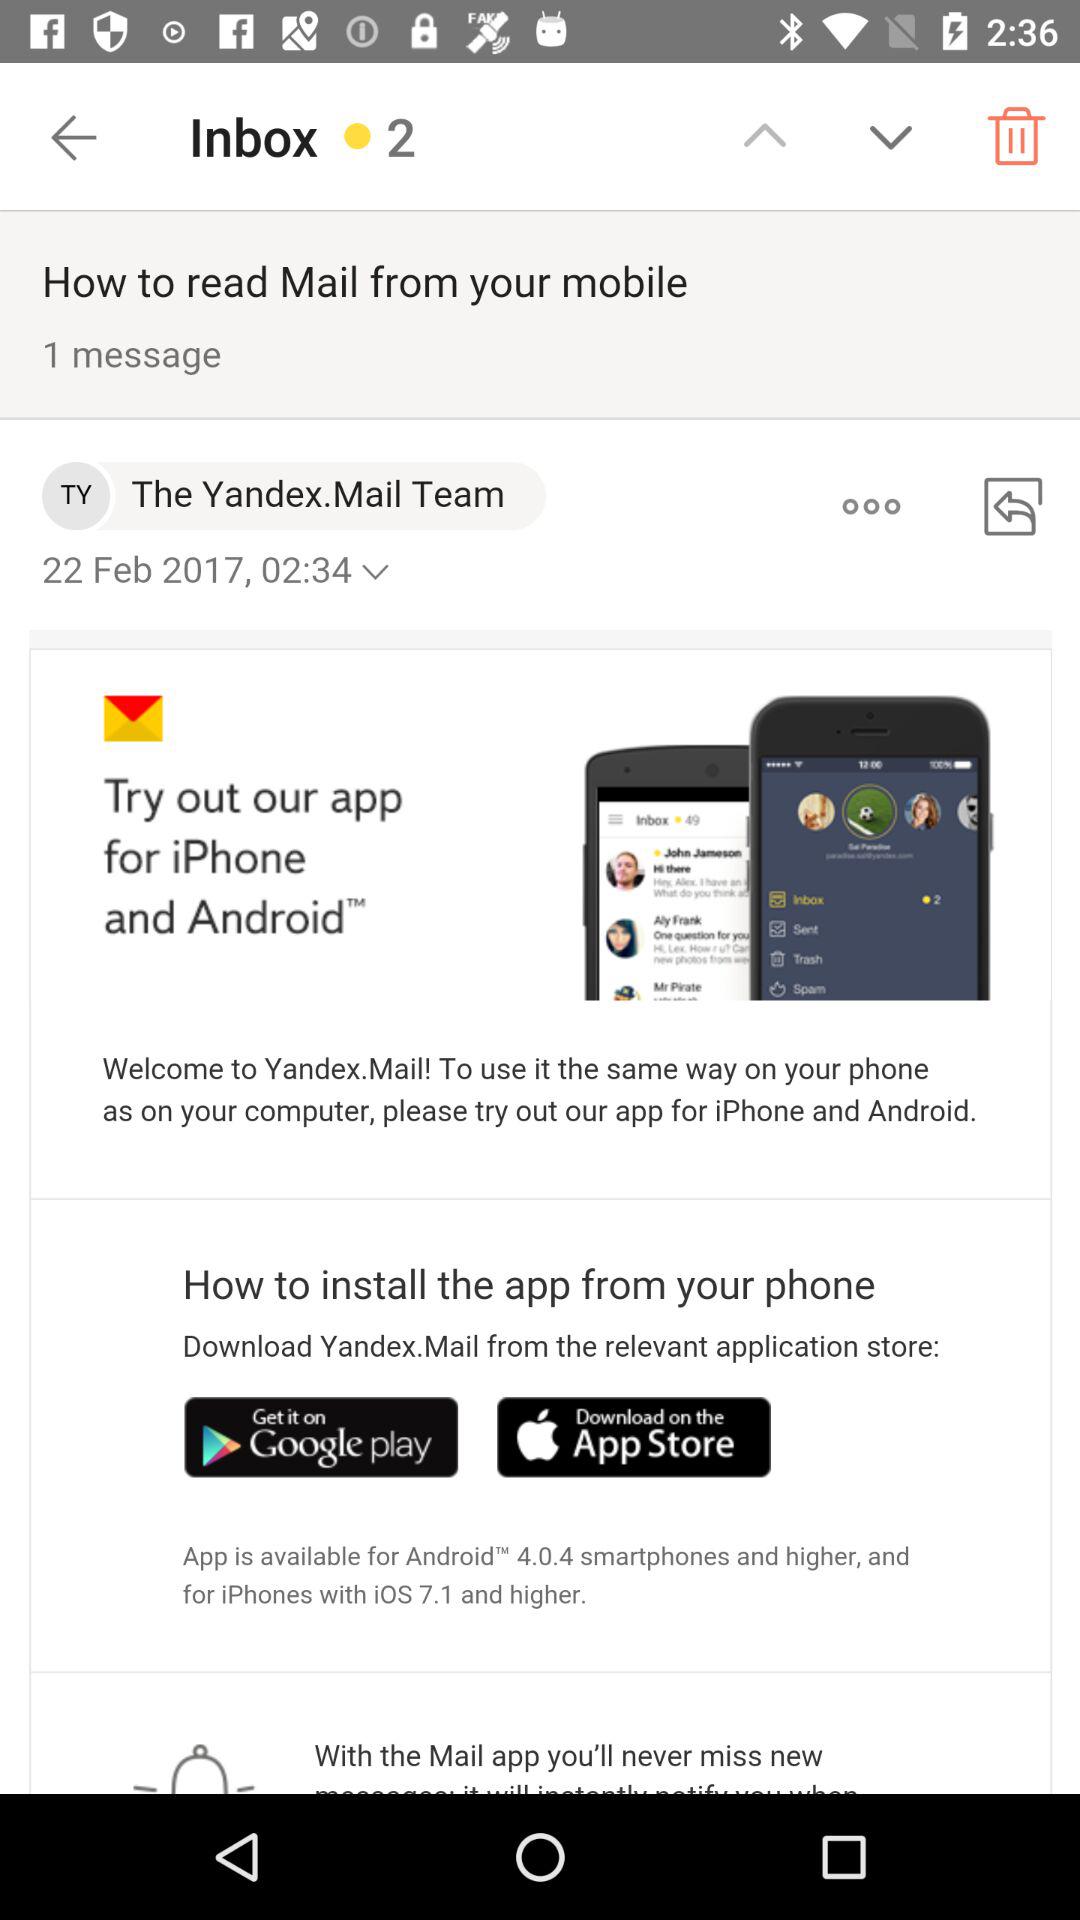 FAKE
2:36
Inbox 2
How to read Mail from your mobile
1 message
TY The Yandex.Mail Team
22 Feb 2017, 02:34
Try out our app
for iPhone
and Android™
12:00 100%
Inbox 49
John Jameson
Hi there
Hey, Alex. I have an
What do you think a
Aly Frank
One question for you
Hi, Lex. How r u? Can
new photos from wee
Mr Pirate
Sal Paradise
paradise.sal@yandex.com
Inbox 2
Sent
Trash
Spam
Welcome to Yandex.Mail! To use it the same way on your phone
as on your computer, please try out our app for iPhone and Android.
How to install the app from your phone
Download Yandex.Mail from the relevant application store:
Get it on
Google play
Download on the
App Store
App is available for Android™ 4.0.4 smartphones and higher, and
for iPhones with iOS 7.1 and higher.
With the Mail app you’ll never miss new
messages: it will instantly notify you when